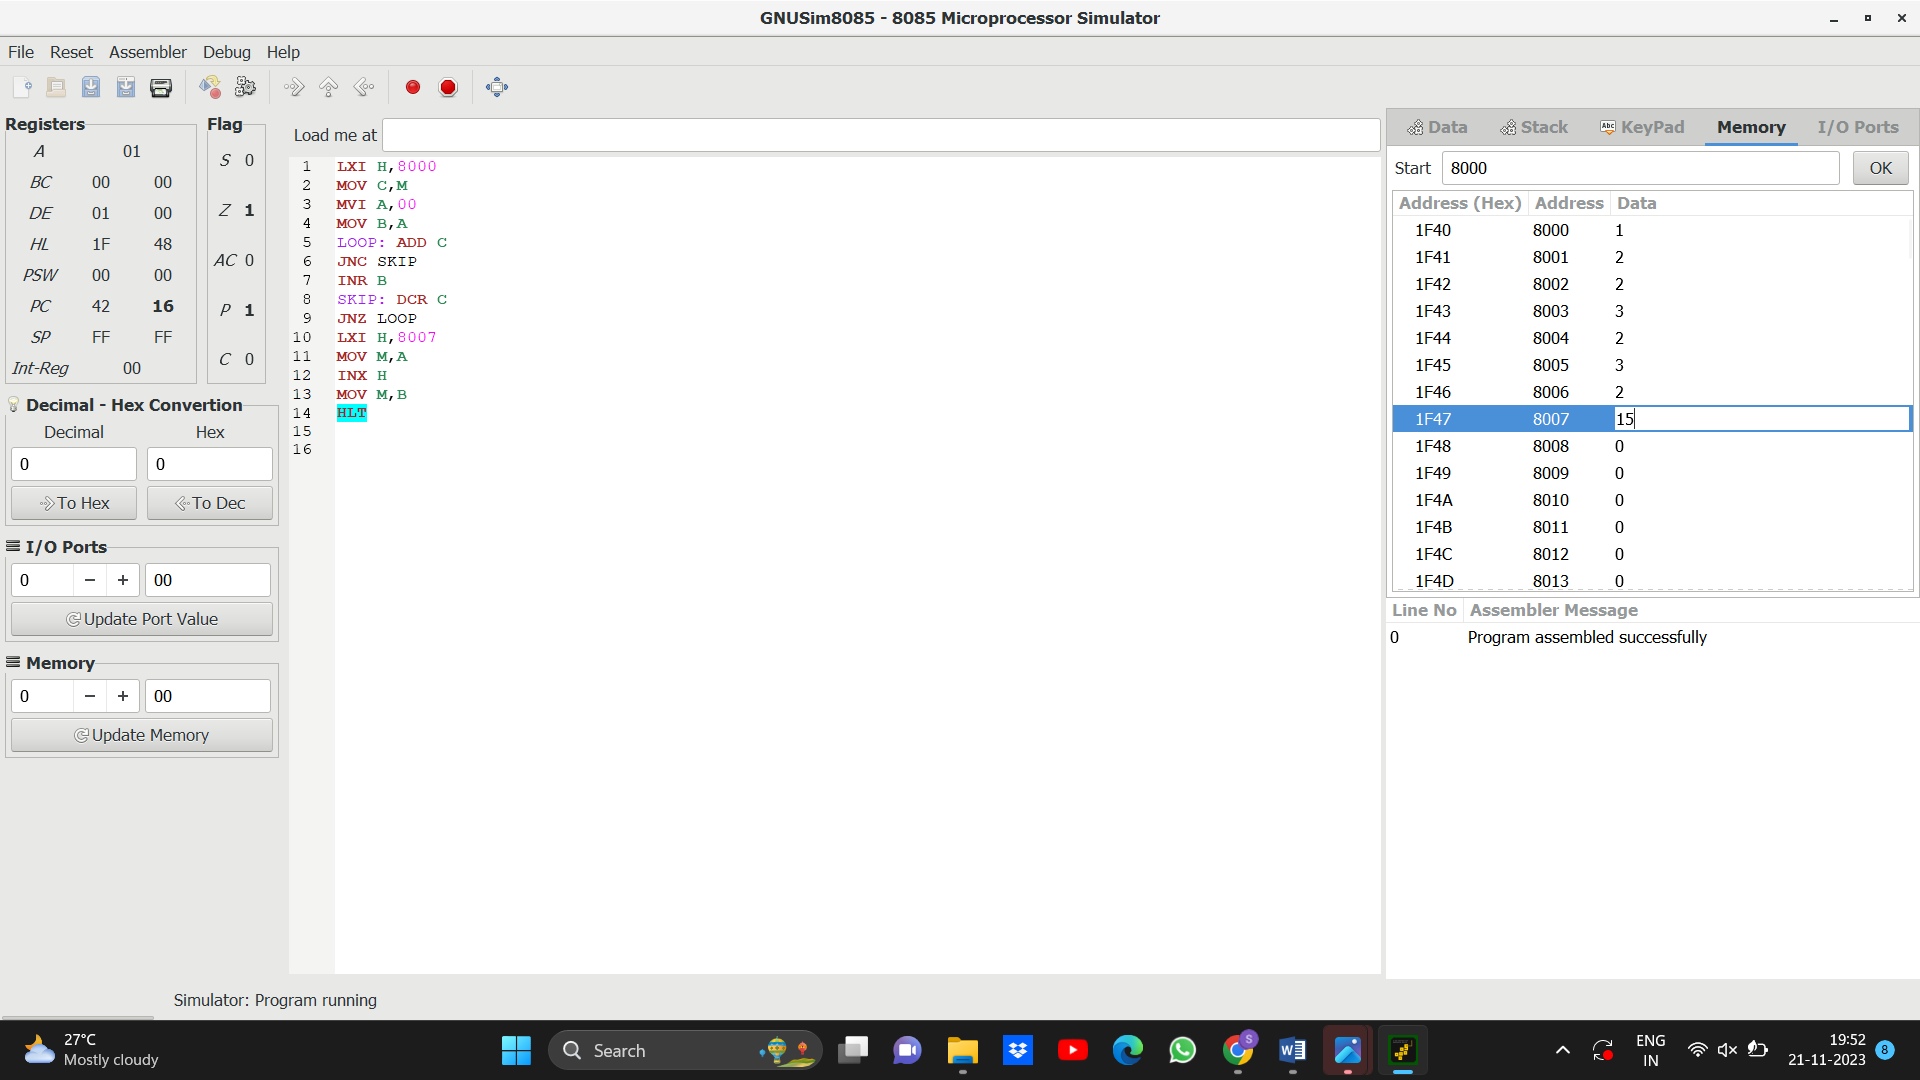 GNUSim8085 - 8085 Microprocessor Simulator
File Reset Assembler Debug Help
Registers
A 01
BC 00 00
DE 01 00
HL 1F 48
PSW 00 00
PC 42 16
SP FF FF
Int-Reg 00
Flag
S 0
Z 1
AC 0
P 1
C 0
Decimal - Hex Convertion
Decimal Hex
0 0
To Hex To Dec
I/O Ports
0 − + 00
Update Port Value
Memory
0 − + 00
Update Memory
Load me at
1 LXI H,8000
2 MOV C,M
3 MVI A,00
4 MOV B,A
5 LOOP: ADD C
6 JNC SKIP
7 INR B
8 SKIP: DCR C
9 JNZ LOOP
10 LXI H,8007
11 MOV M,A
12 INX H
13 MOV M,B
14 HLT
15
16
Data Stack Abc KeyPad Memory I/O Ports
Start 8000 OK
Address (Hex) Address Data
1F40 8000 1
1F41 8001 2
1F42 8002 2
1F43 8003 3
1F44 8004 2
1F45 8005 3
1F46 8006 2
1F47 8007 15
1F48 8008 0
1F49 8009 0
1F4A 8010 0
1F4B 8011 0
1F4C 8012 0
1F4D 8013 0
Line No Assembler Message
0 Program assembled successfully
Simulator: Program running
27°C
Mostly cloudy
Search
S
W
ENG
IN
19:52
21-11-2023
8